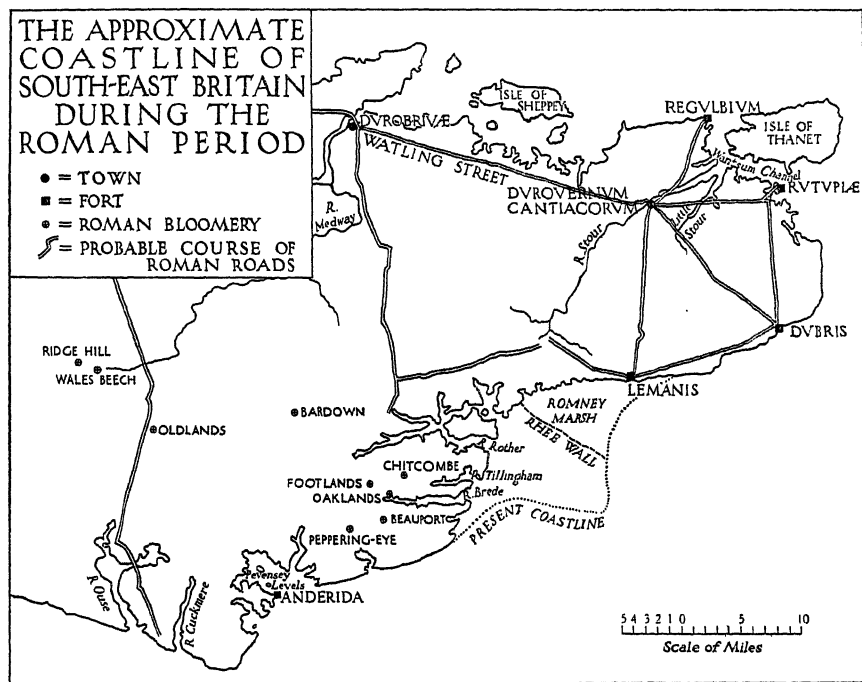 THE APPROXIMATE
COASTLINE OF
SOUTH-EAST BRITAIN
DURING THE
ROMAN PERIOD
= TOWN
= FORT
= ROMAN BLOOMERY
= PROBABLE COURSE OF
ROMAN ROADS
DVROBRIVÆ
WATLING STREET
R.
Medway
ISLE OF
SHEPPEY
REGVLBIVM
ISLE OF
THANET
Wantsum Channel
RVTVPIÆ
DVROVERNVM
CANTIACORVM
Little
Stour
R. Stour
DVBRIS
LEMANIS
RIDGE HILL
WALES BEECH
OLDLANDS
BARDOWN
ROMNEY
MARSH
RHEE WALL
R. Rother
CHITCOMBE
FOOTLANDS
OAKLANDS
R. Tillingham
R. Brede
BEAUPORT
PEPPERING-EYE
PRESENT COASTLINE
Pevensey
Levels
ANDERIDA
R. Ouse
R. Cuckmere
5 4 3 2 1 0 5 10
Scale of Miles